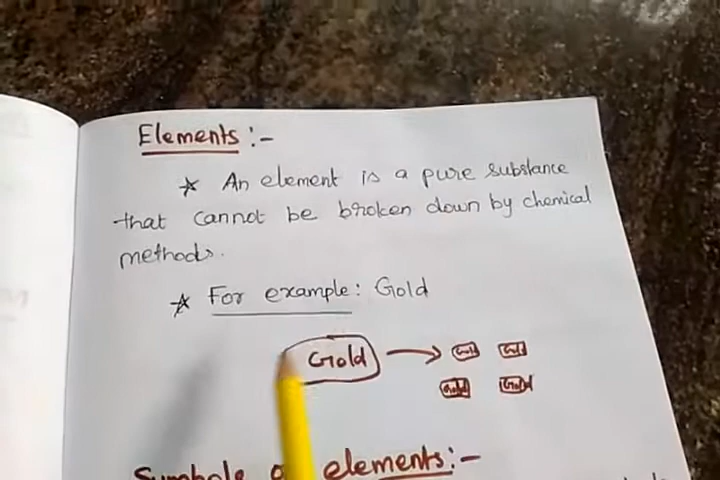 Elements :-
* An element is a pure substance
that cannot be broken down by chemical
methods.
* For example: Gold
Gold → Gold Gold
Gold Gold
Symbols elements :-